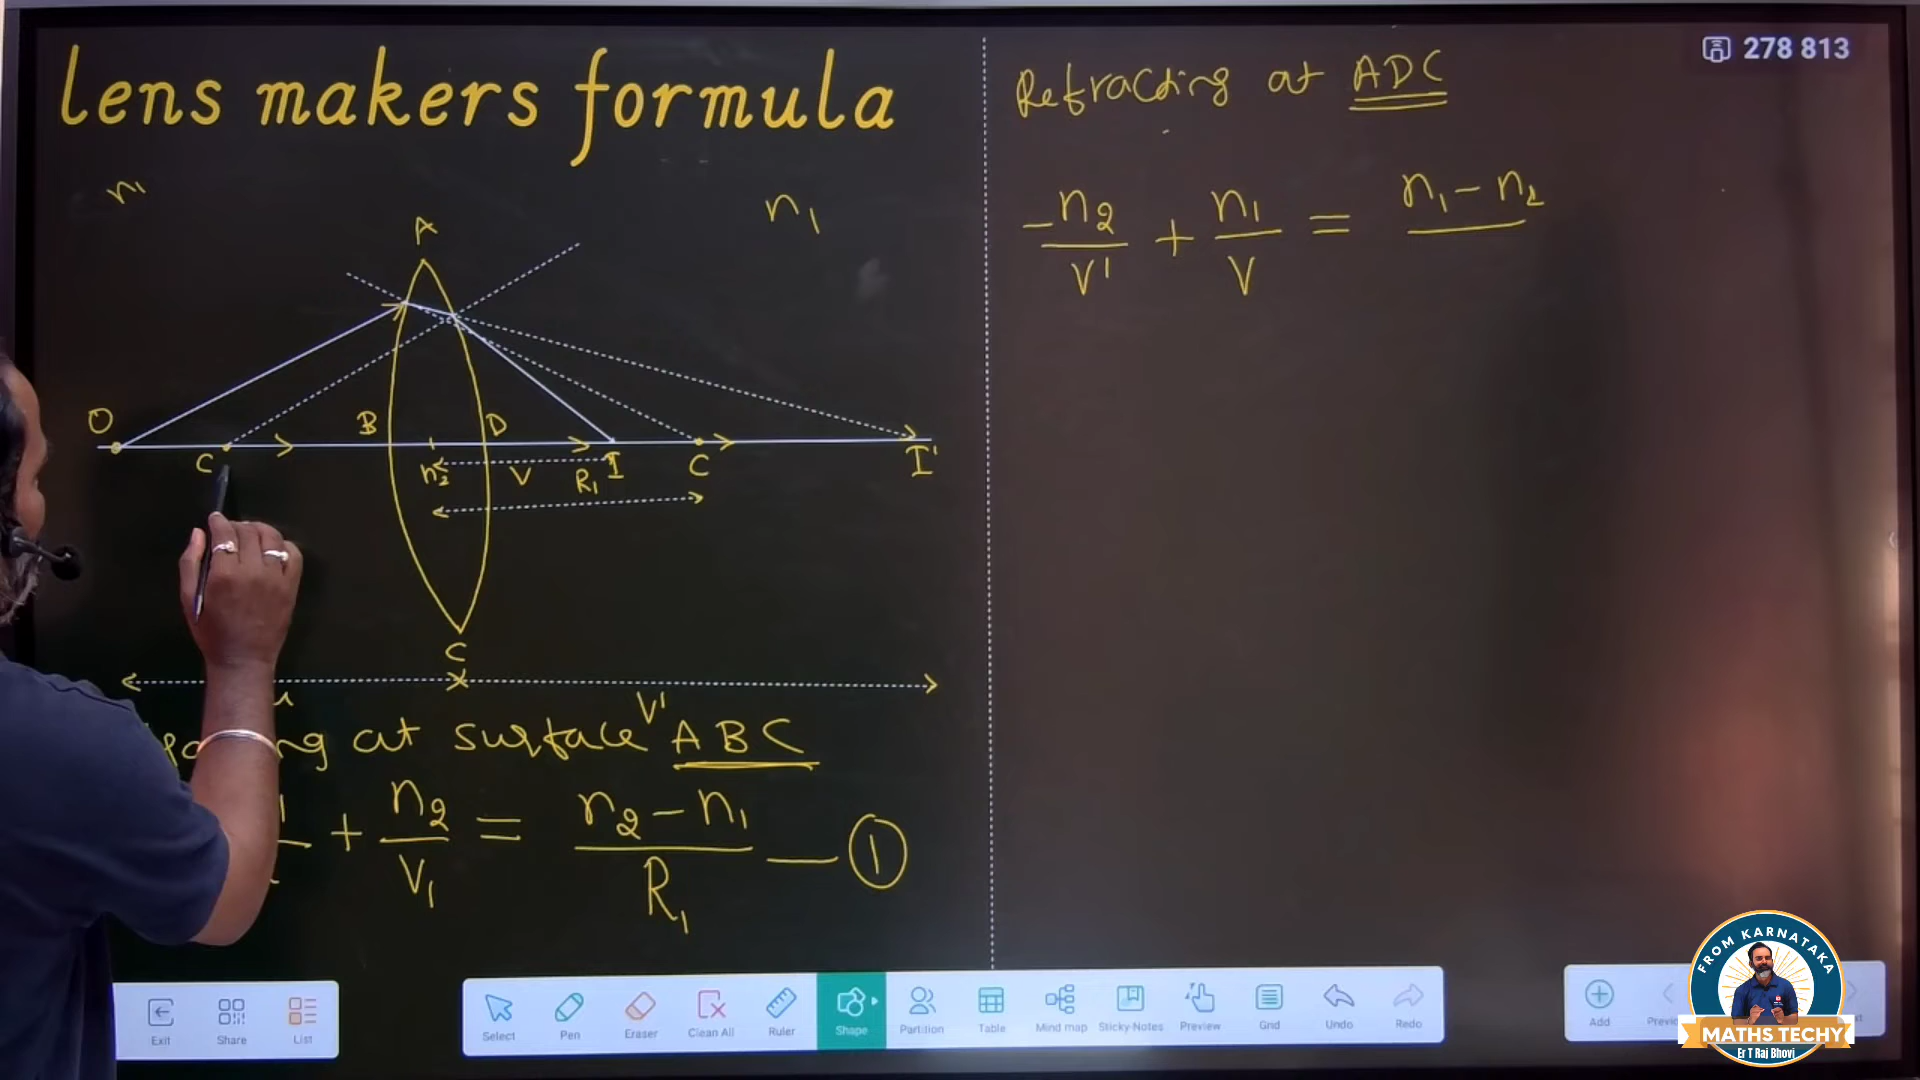 lens makers formula
n1
n1
A
O
B
D
C
n2
V
R1
I
C
I'
C
u
V'
ng at surface ABC
+ n2/V1 = n2 - n1/R1 — 1
Refracting at ADC
-n2/V' + n1/V = n1 - n2
278 813
Exit
Share
List
Select
Pen
Eraser
Clean All
Ruler
Shape
Partition
Table
Mind map
Sticky-Notes
Preview
Grid
Undo
Redo
Add
FROM KARNATAKA
MATHS TECHY
Er T Raj Bhovi